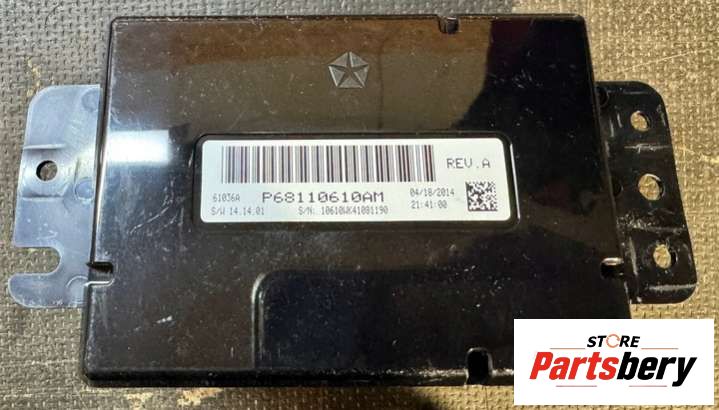 REV.A
61036A P68110610AM 04/18/2014
S/W 14.14.01 S/N: 10610WK41081190 21:41:00
STORE
Partsbery